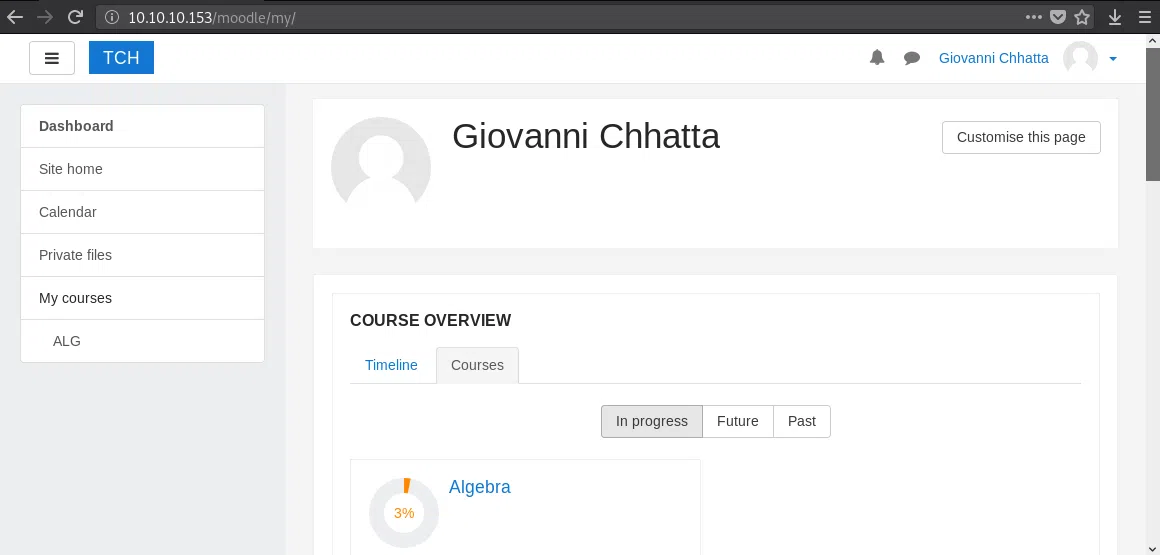 10.10.10.153/moodle/my/
TCH
Giovanni Chhatta
Dashboard
Site home
Calendar
Private files
My courses
ALG
Giovanni Chhatta
Customise this page
COURSE OVERVIEW
Timeline Courses
In progress Future Past
3% Algebra